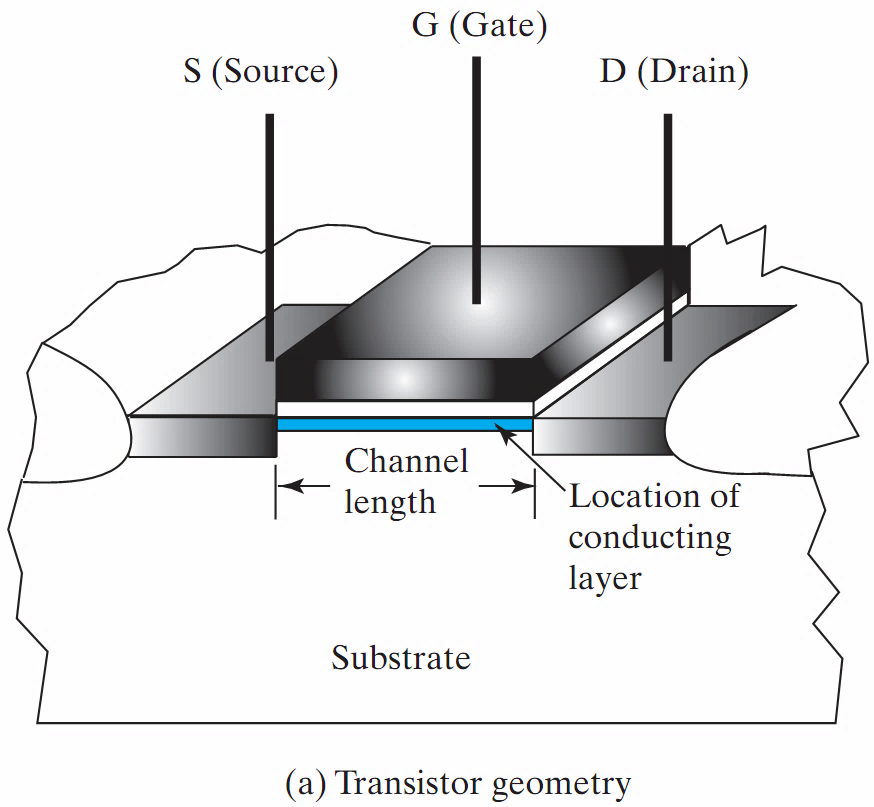 G (Gate)
S (Source)
D (Drain)
Channel
length
Location of
conducting
layer
Substrate
(a) Transistor geometry